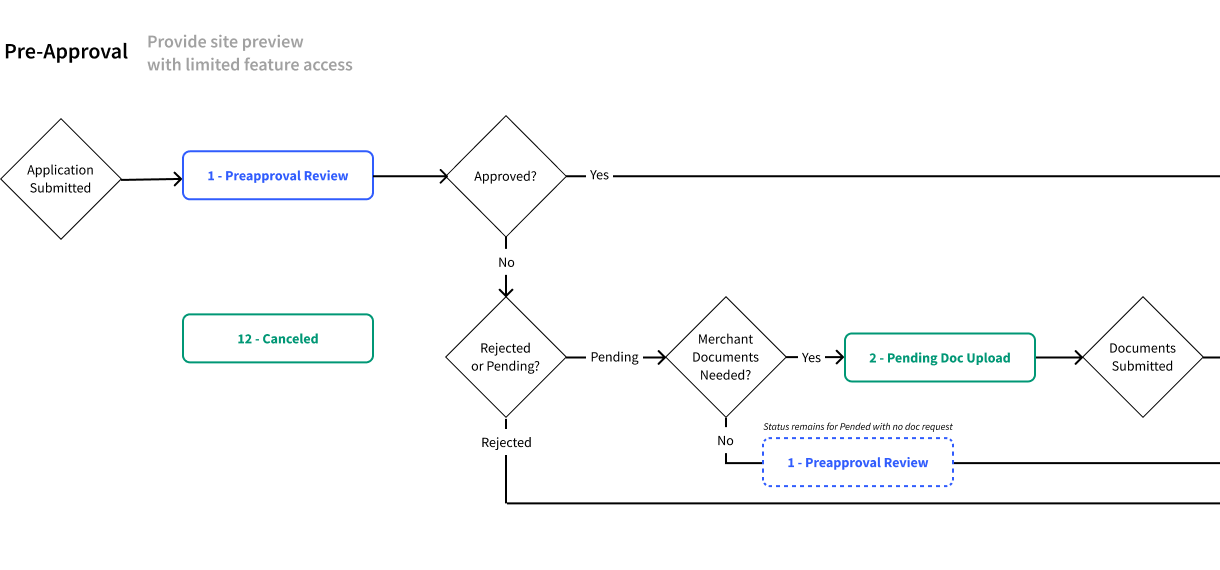 Pre-Approval
Provide site preview
with limited feature access
Application
Submitted
1 - Preapproval Review
Approved?
Yes
No
12 - Canceled
Rejected
or Pending?
Pending
Merchant
Documents
Needed?
Yes
2 - Pending Doc Upload
Documents
Submitted
Rejected
No
Status remains for Pended with no doc request
1 - Preapproval Review